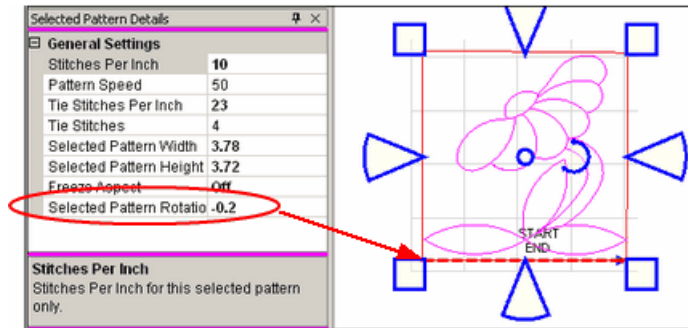 Selected Pattern Details
General Settings
Stitches Per Inch 10
Pattern Speed 50
Tie Stitches Per Inch 23
Tie Stitches 4
Selected Pattern Width 3.78
Selected Pattern Height 3.72
Freeze Aspect Off
Selected Pattern Rotatio -0.2
Stitches Per Inch
Stitches Per Inch for this selected pattern
only.
START
END